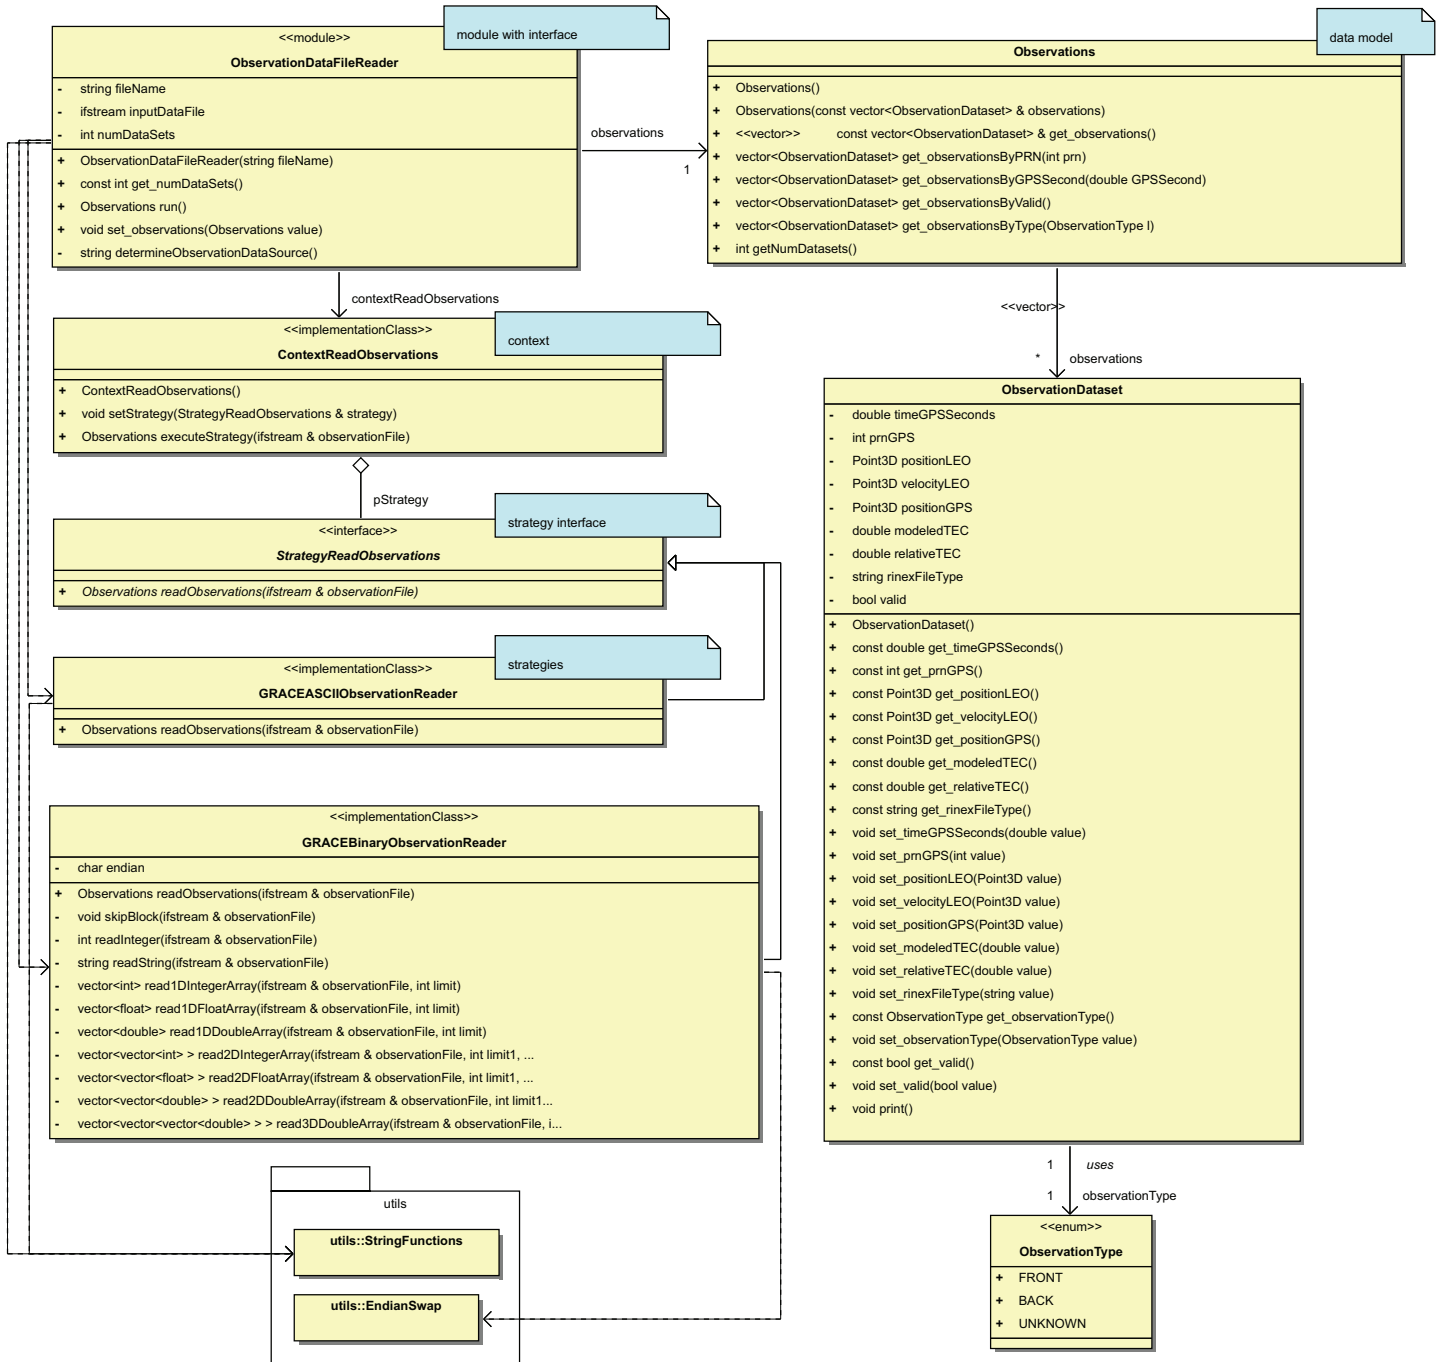 <<module>>
ObservationDataFileReader
module with interface
- string fileName
- ifstream inputDataFile
- int numDataSets
+ ObservationDataFileReader(string fileName)
+ const int get_numDataSets()
+ Observations run()
+ void set_observations(Observations value)
- string determineObservationDataSource()
observations
1
data model
Observations
+ Observations()
+ Observations(const vector<ObservationDataset> & observations)
+ <<vector>> const vector<ObservationDataset> & get_observations()
+ vector<ObservationDataset> get_observationsByPRN(int prn)
+ vector<ObservationDataset> get_observationsByGPSSecond(double GPSSecond)
+ vector<ObservationDataset> get_observationsByValid()
+ vector<ObservationDataset> get_observationsByType(ObservationType l)
+ int getNumDatasets()
contextReadObservations
<<implementationClass>>
ContextReadObservations
context
+ ContextReadObservations()
+ void setStrategy(StrategyReadObservations & strategy)
+ Observations executeStrategy(ifstream & observationFile)
pStrategy
<<interface>>
StrategyReadObservations
strategy interface
+ Observations readObservations(ifstream & observationFile)
<<implementationClass>>
GRACEASCIIObservationReader
strategies
+ Observations readObservations(ifstream & observationFile)
<<implementationClass>>
GRACEBinaryObservationReader
- char endian
+ Observations readObservations(ifstream & observationFile)
- void skipBlock(ifstream & observationFile)
- int readInteger(ifstream & observationFile)
- string readString(ifstream & observationFile)
- vector<int> read1DIntegerArray(ifstream & observationFile, int limit)
- vector<float> read1DFloatArray(ifstream & observationFile, int limit)
- vector<double> read1DDoubleArray(ifstream & observationFile, int limit)
- vector<vector<int> > read2DIntegerArray(ifstream & observationFile, int limit1, ...
- vector<vector<float> > read2DFloatArray(ifstream & observationFile, int limit1, ...
- vector<vector<double> > read2DDoubleArray(ifstream & observationFile, int limit1...
- vector<vector<vector<double> > > read3DDoubleArray(ifstream & observationFile, i...
utils
utils::StringFunctions
utils::EndianSwap
<<vector>>
* observations
ObservationDataset
- double timeGPSSeconds
- int prnGPS
- Point3D positionLEO
- Point3D velocityLEO
- Point3D positionGPS
- double modeledTEC
- double relativeTEC
- string rinexFileType
- bool valid
+ ObservationDataset()
+ const double get_timeGPSSeconds()
+ const int get_prnGPS()
+ const Point3D get_positionLEO()
+ const Point3D get_velocityLEO()
+ const Point3D get_positionGPS()
+ const double get_modeledTEC()
+ const double get_relativeTEC()
+ const string get_rinexFileType()
+ void set_timeGPSSeconds(double value)
+ void set_prnGPS(int value)
+ void set_positionLEO(Point3D value)
+ void set_velocityLEO(Point3D value)
+ void set_positionGPS(Point3D value)
+ void set_modeledTEC(double value)
+ void set_relativeTEC(double value)
+ void set_rinexFileType(string value)
+ const ObservationType get_observationType()
+ void set_observationType(ObservationType value)
+ const bool get_valid()
+ void set_valid(bool value)
+ void print()
1 uses
1 observationType
<<enum>>
ObservationType
+ FRONT
+ BACK
+ UNKNOWN